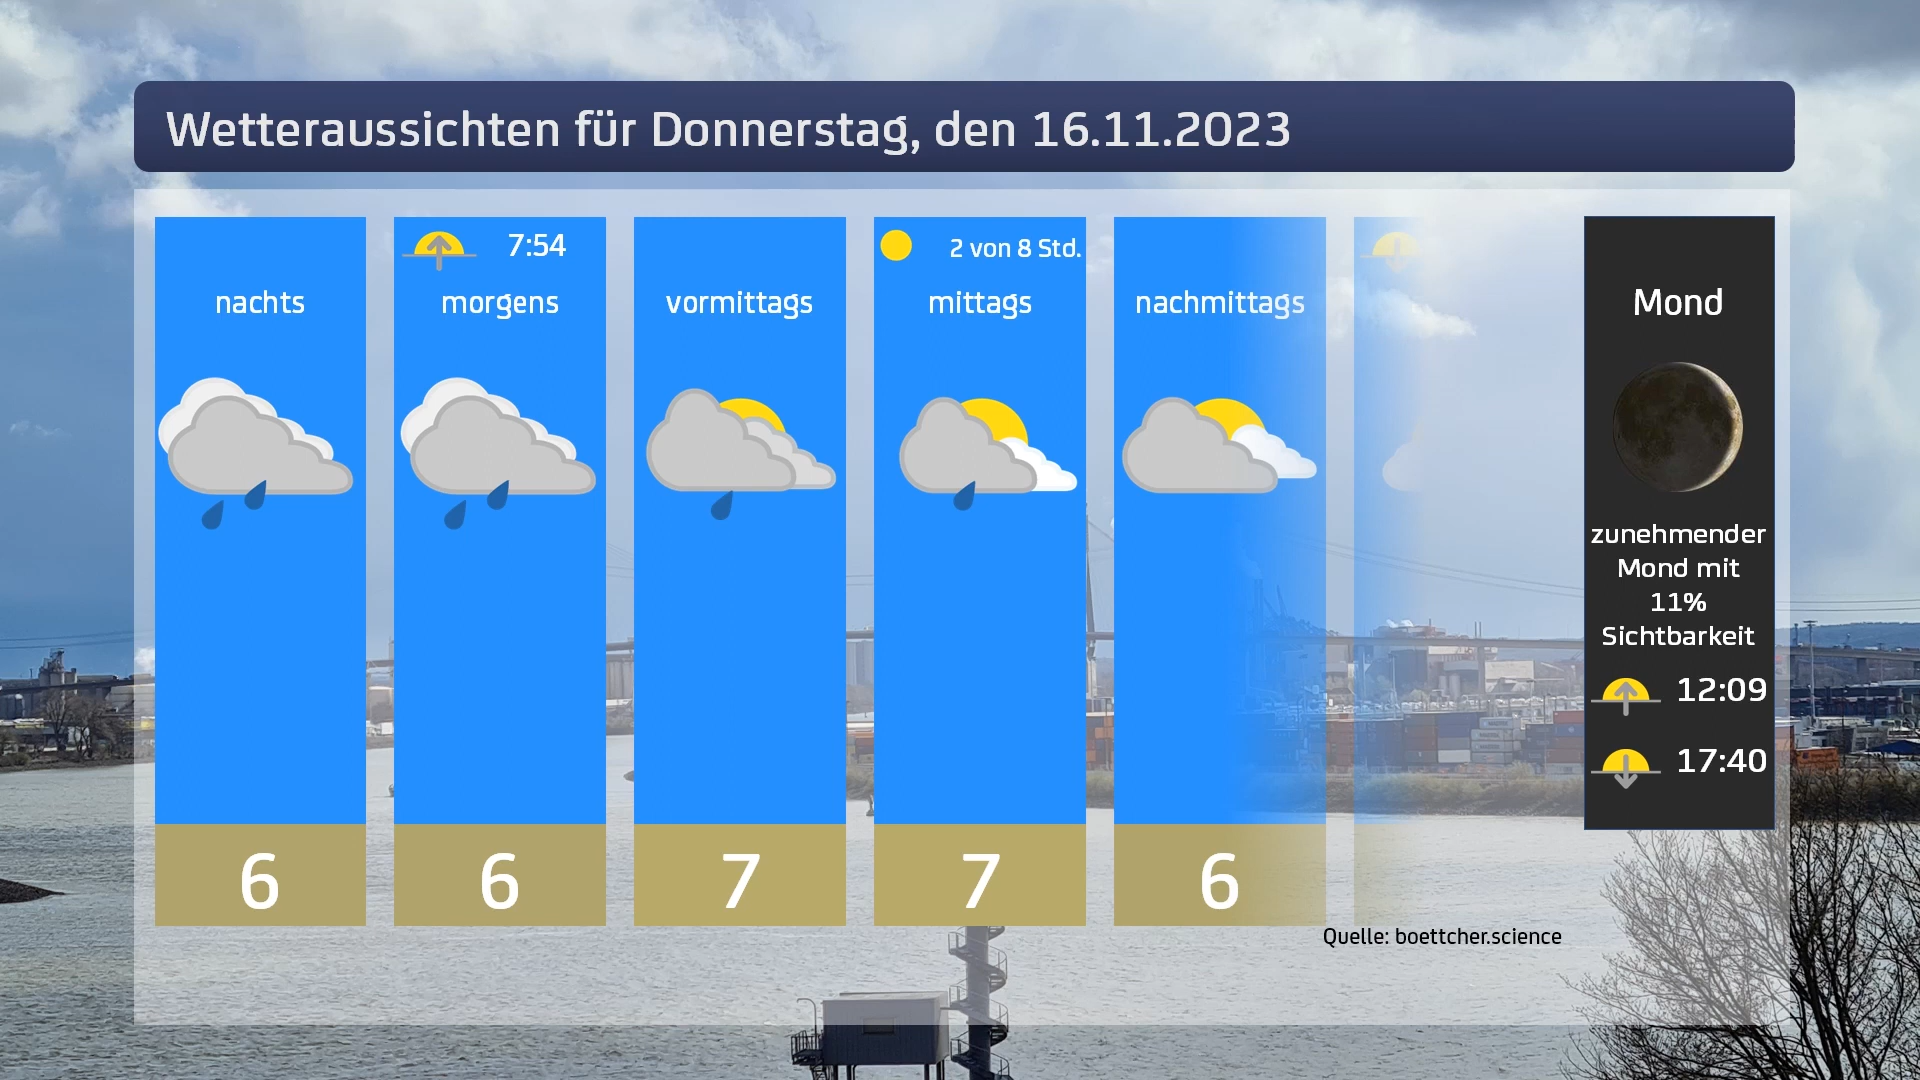 Wetteraussichten für Donnerstag, den 16.11.2023
nachts
6
7:54
morgens
6
vormittags
7
2 von 8 Std.
mittags
7
nachmittags
6
Mond
zunehmender
Mond mit
11%
Sichtbarkeit
12:09
17:40
Quelle: boettcher.science